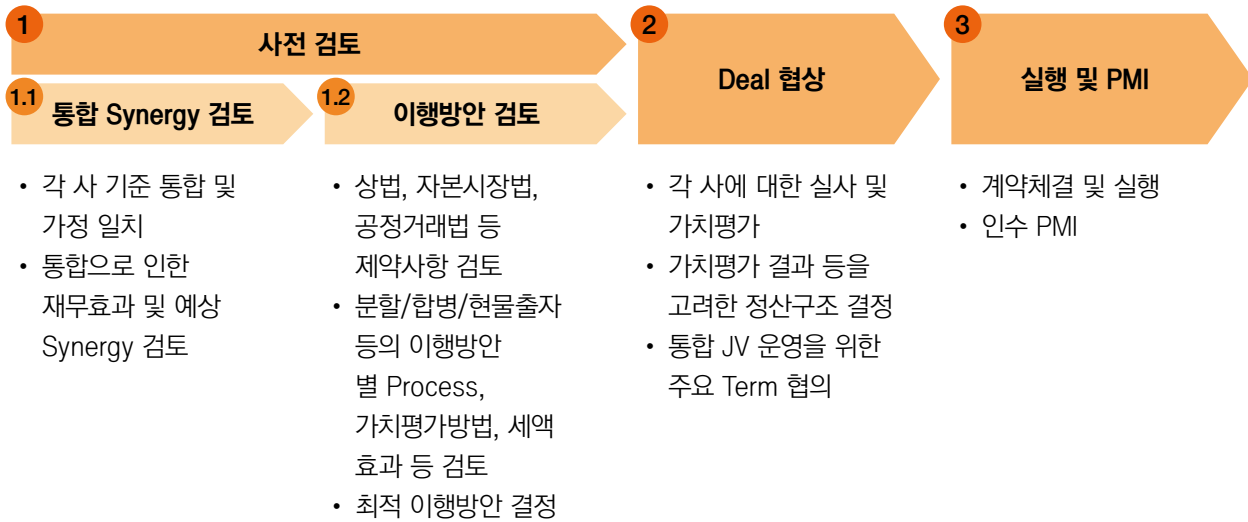 1
사전 검토
1.1
통합 Synergy 검토
• 각 사 기준 통합 및
가정 일치
• 통합으로 인한
재무효과 및 예상
Synergy 검토
1.2
이행방안 검토
• 상법, 자본시장법,
공정거래법 등
제약사항 검토
• 분할/합병/현물출자
등의 이행방안
별 Process,
가치평가방법, 세액
효과 등 검토
• 최적 이행방안 결정
2
Deal 협상
• 각 사에 대한 실사 및
가치평가
• 가치평가 결과 등을
고려한 정산구조 결정
• 통합 JV 운영을 위한
주요 Term 협의
3
실행 및 PMI
• 계약체결 및 실행
• 인수 PMI